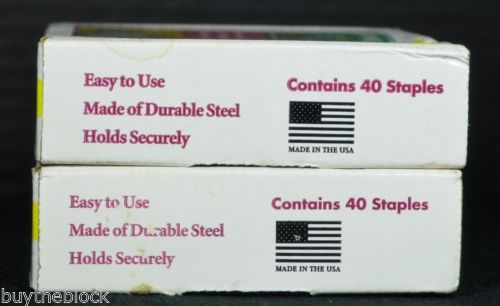 Easy to Use
Made of Durable Steel
Holds Securely
Contains 40 Staples
MADE IN THE USA
Easy to Use
Made of Durable Steel
Holds Securely
Contains 40 Staples
MADE IN THE USA
buytheblock